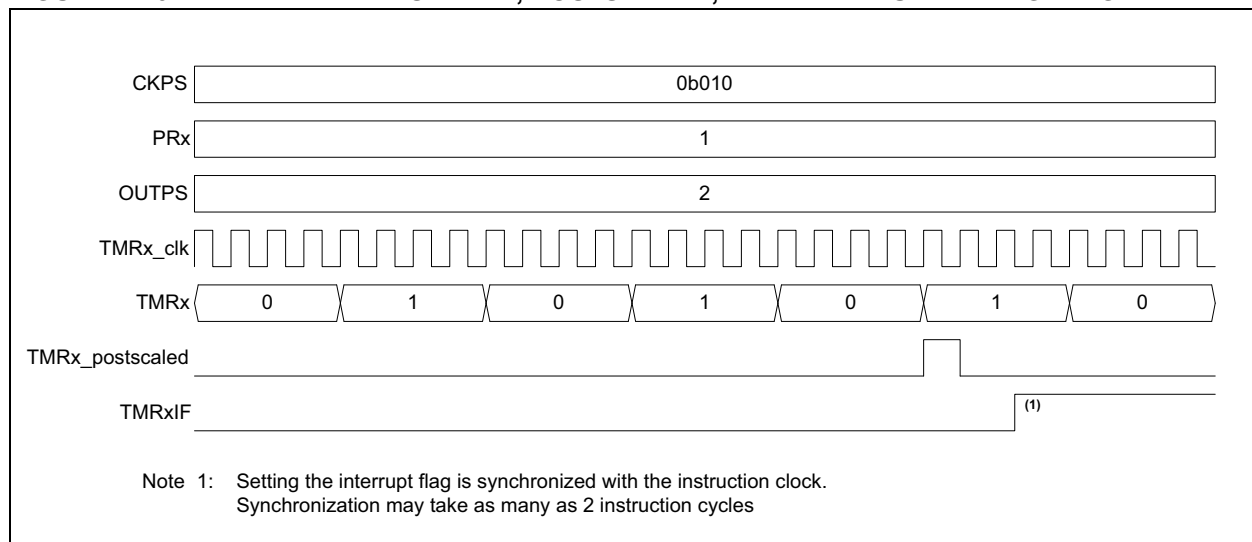 CKPS 0b010
PRx 1
OUTPS 2
TMRx_clk
TMRx 0 1 0 1 0 1 0
TMRx_postscaled
TMRxIF (1)
Note 1: Setting the interrupt flag is synchronized with the instruction clock.
Synchronization may take as many as 2 instruction cycles